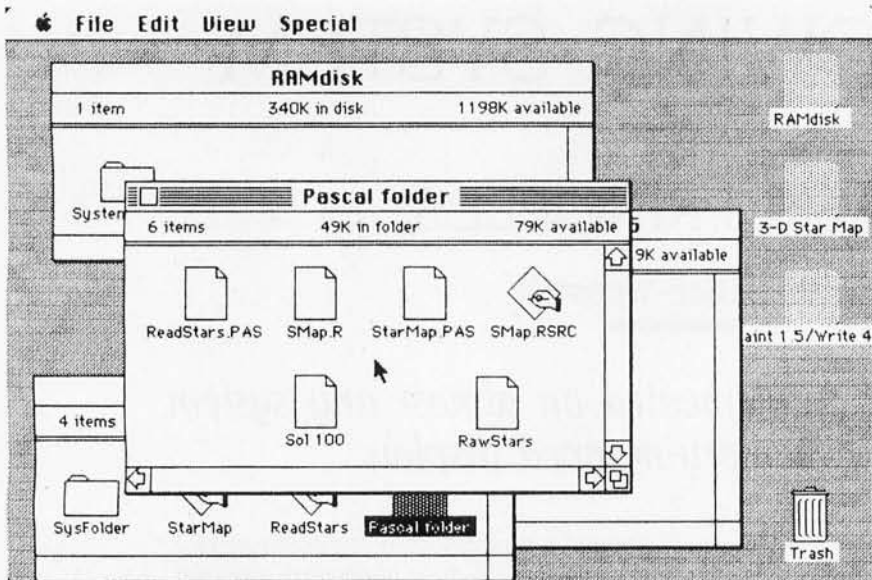 File Edit View Special
RAMdisk
1 item 340K in disk 1198K available
RAMdisk
System
Pascal folder
6 items 49K in folder 79K available
9K available
3-D Star Map
ReadStars.PAS SMap.R StarMap.PAS SMap.RSRC
aint 1.5/Write 4
4 items
Sol 100 RawStars
SysFolder StarMap ReadStars Pascal folder
Trash